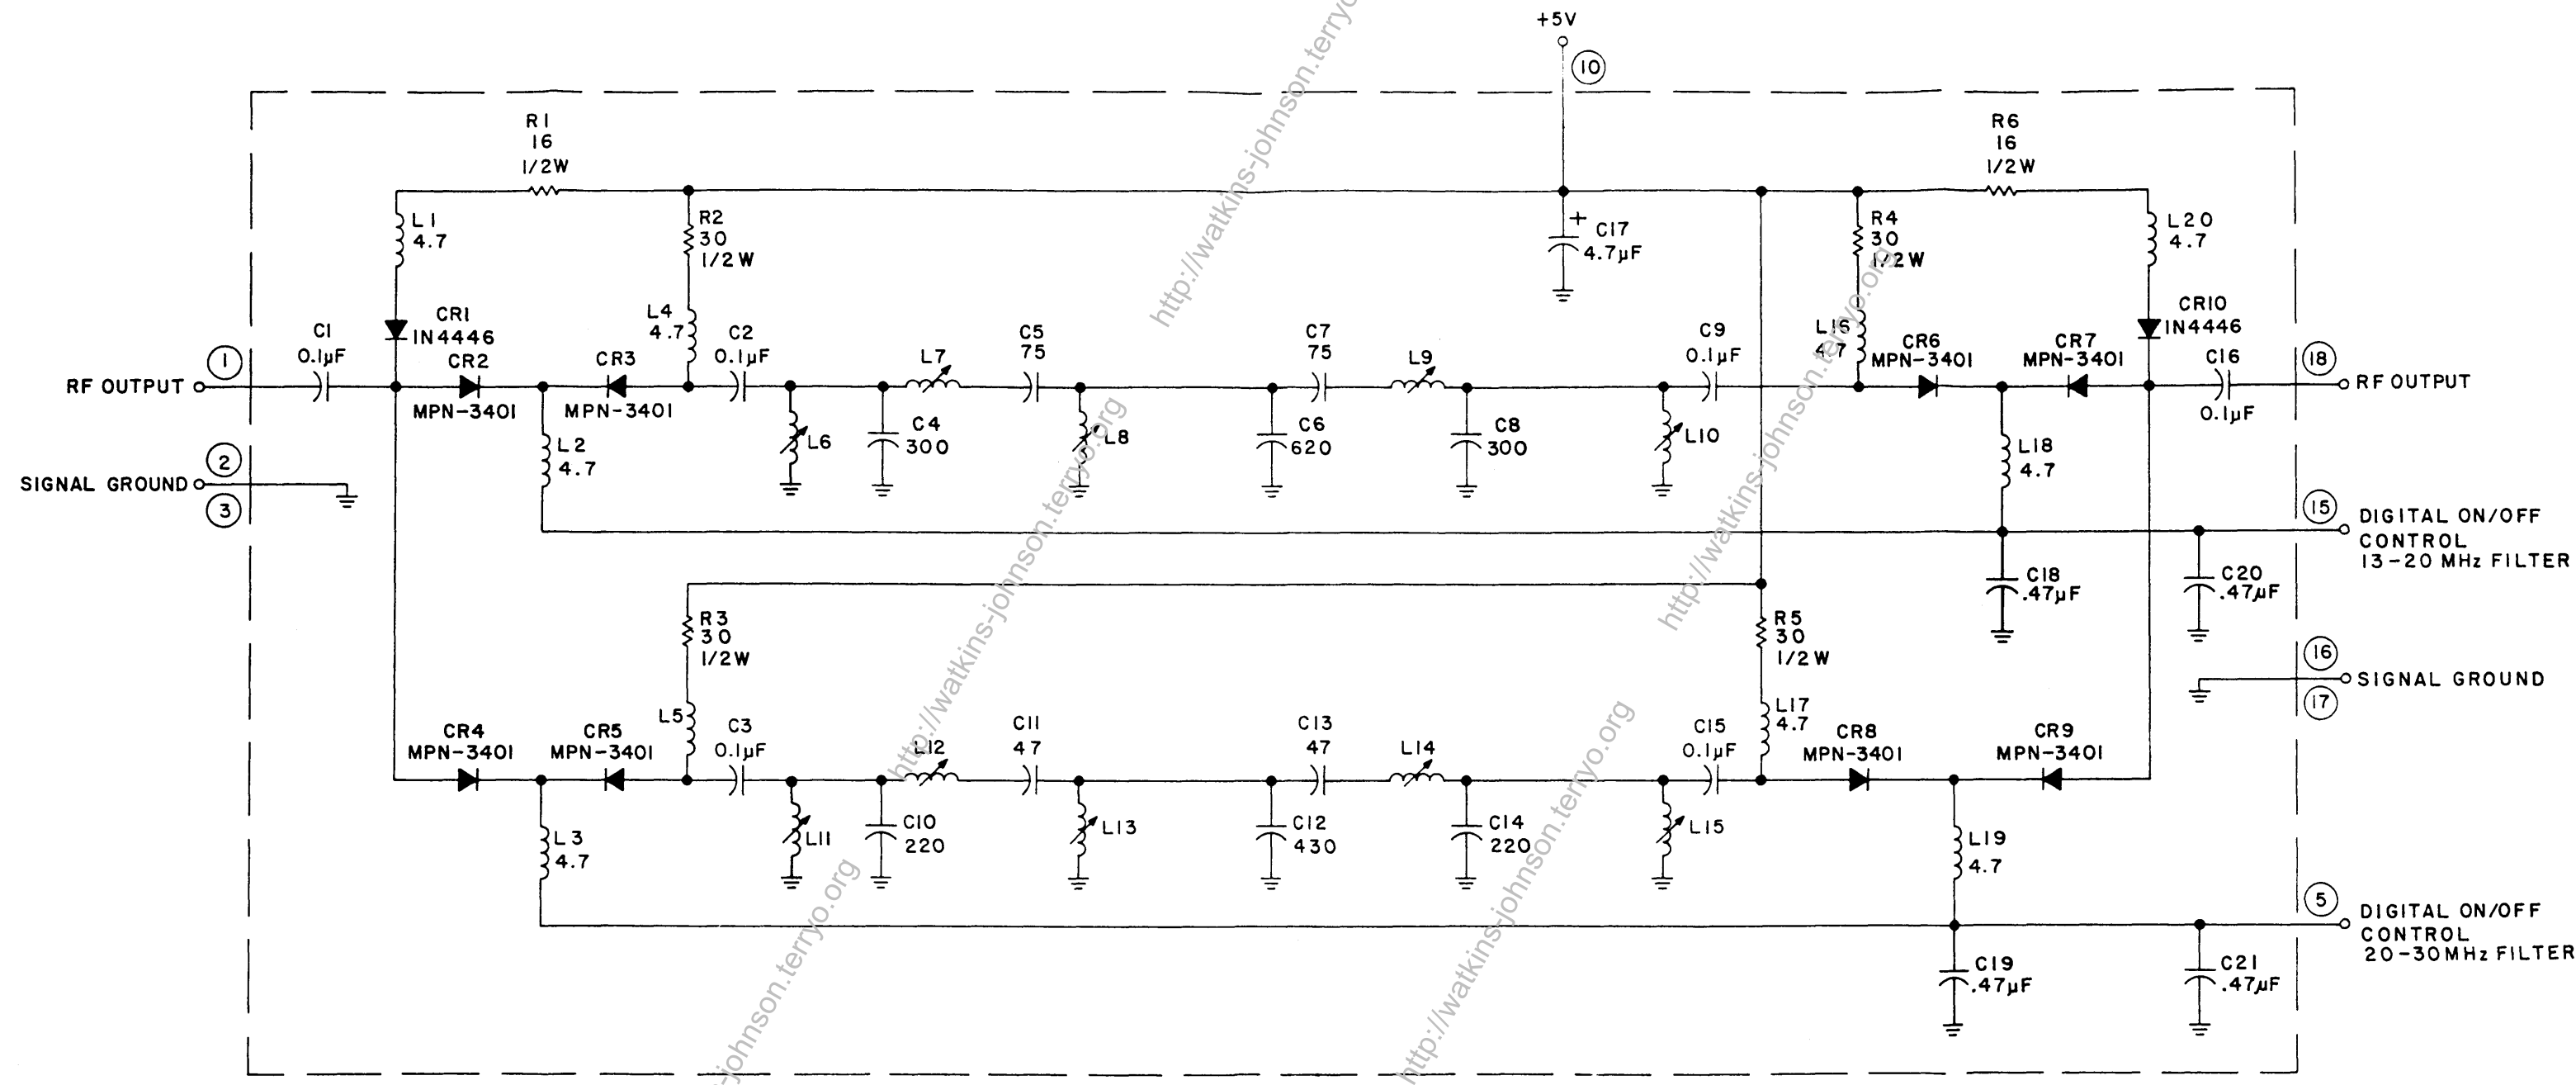 +5V
10
R1
16
1/2W
R6
16
1/2W
L1
4.7
R2
30
1/2W
C17
+
4.7µF
R4
30
1/2W
L20
4.7
CR1
IN4446
L4
4.7
L16
4.7
CR10
IN4446
C1
0.1µF
CR2
MPN-3401
CR3
MPN-3401
C2
0.1µF
L7
C5
75
C7
75
L9
C9
0.1µF
CR6
MPN-3401
CR7
MPN-3401
C16
0.1µF
1
RF OUTPUT
18
RF OUTPUT
L2
4.7
L6
C4
300
L8
C6
620
C8
300
L10
L18
4.7
2
SIGNAL GROUND
3
15
DIGITAL ON/OFF
CONTROL
13-20 MHz FILTER
C18
.47µF
C20
.47µF
R3
30
1/2W
R5
30
1/2W
16
SIGNAL GROUND
17
L5
L17
4.7
CR4
MPN-3401
CR5
MPN-3401
C3
0.1µF
L12
C11
47
C13
47
L14
C15
0.1µF
CR8
MPN-3401
CR9
MPN-3401
L3
4.7
L11
C10
220
L13
C12
430
C14
220
L15
L19
4.7
5
DIGITAL ON/OFF
CONTROL
20-30MHz FILTER
C19
.47µF
C21
.47µF
http://watkins-johnson.terryo
http://watkins-johnson.terryo.org
http://watkins-johnson.terryo.org
-johnson.terryo.org
http://watkins-johnson.terryo.org